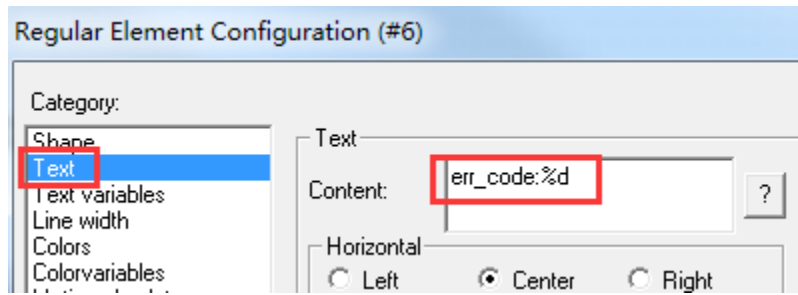 Regular Element Configuration (#6)
Category:
Shape
Text
Text variables
Line width
Colors
Colorvariables
Text
Content:
err_code:%d
?
Horizontal
Left
Center
Right